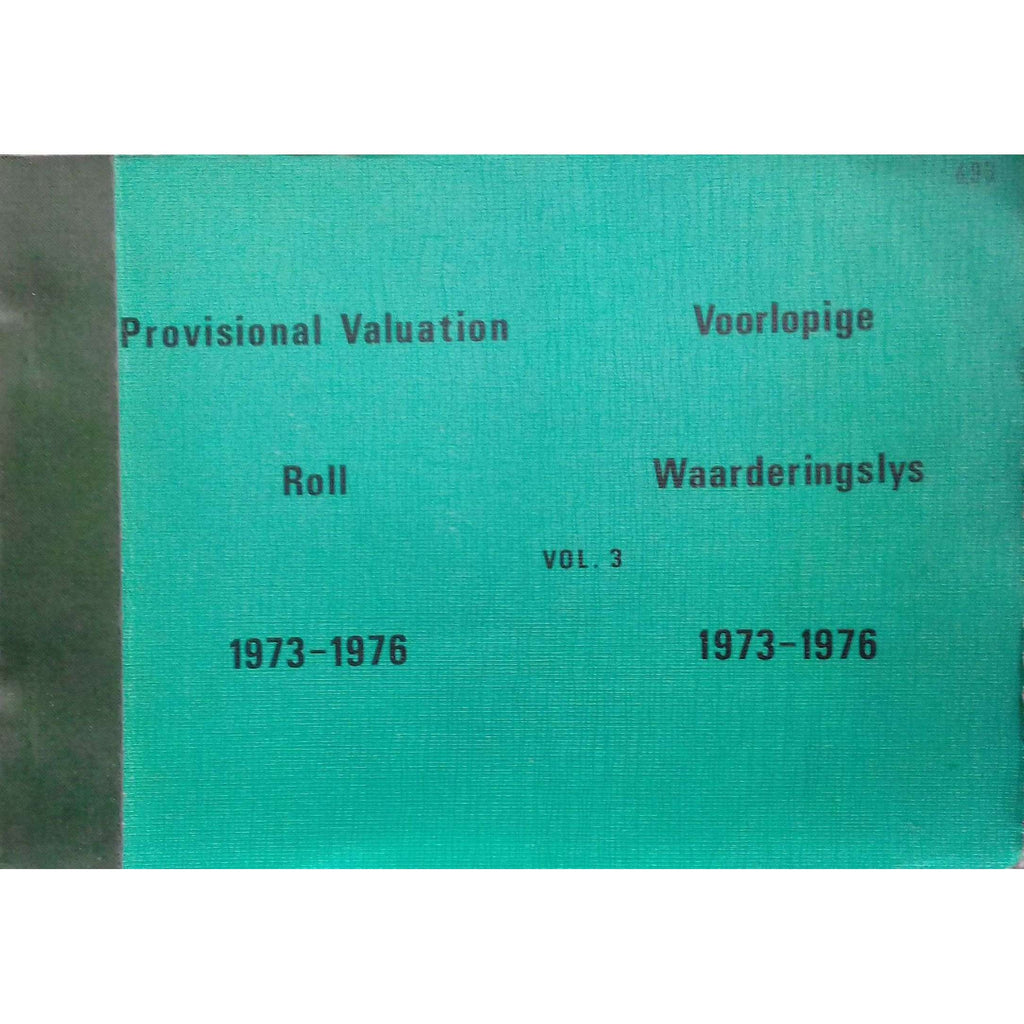 Provisional Valuation
Roll
1973-1976
Voorlopige
Waarderingslys
1973-1976
VOL. 3